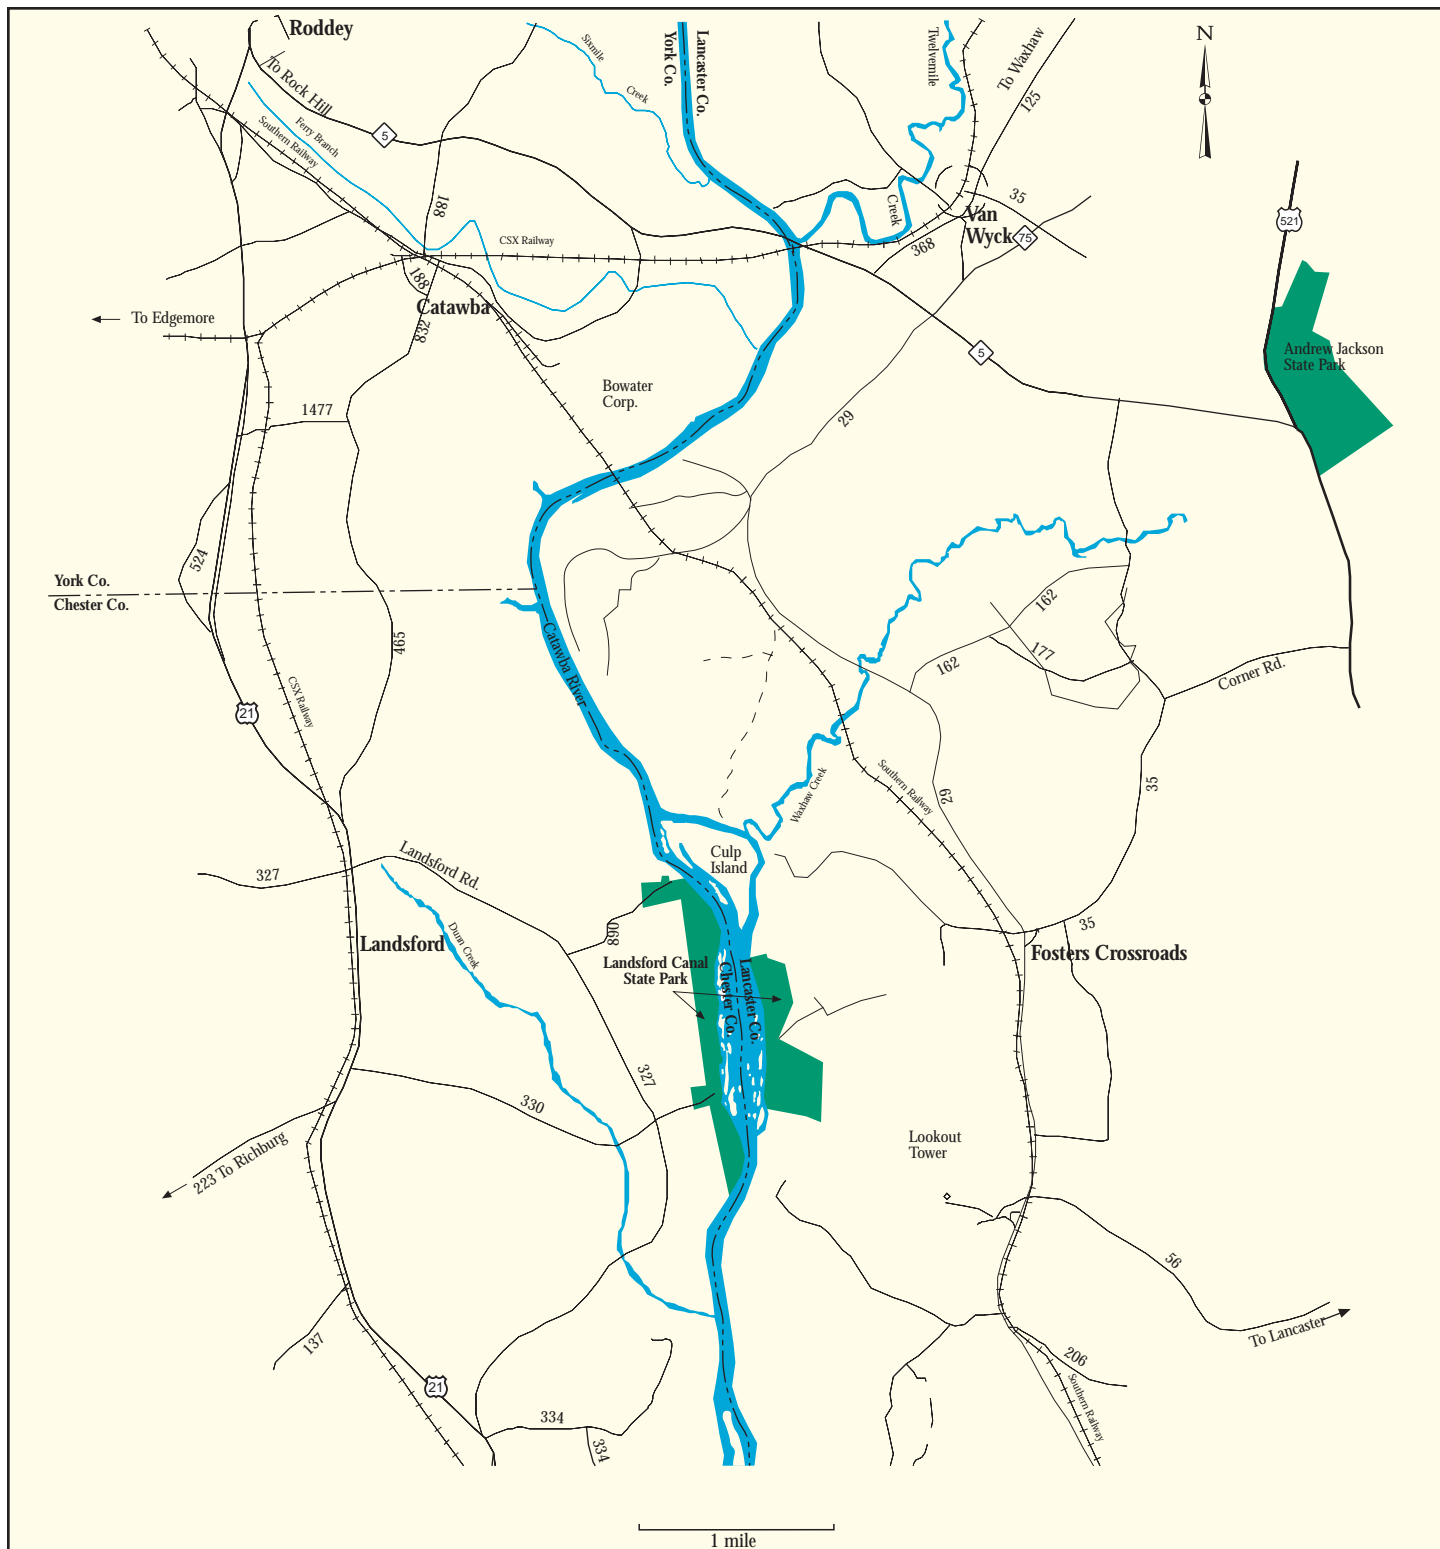 Roddey
To Rock Hill
Sixmile
Creek
York Co.
Lancaster Co.
Twelvemile
To Waxhaw
125
N
Southern Railway
Ferry Branch
5
188
CSX Railway
Creek
35
Van
Wyck
75
368
521
188
Catawba
832
To Edgemore
5
Andrew Jackson
State Park
Bowater
Corp.
1477
29
524
York Co.
Chester Co.
162
465
Catawba River
177
162
Corner Rd.
CSX Railway
21
Southern Railway
Waxhaw Creek
29
35
Culp
Island
Landsford Rd.
327
35
Landsford
Dunn Creek
890
Fosters Crossroads
Landsford Canal
State Park
Chester Co.
Lancaster Co.
327
330
223 To Richburg
Lookout
Tower
56
To Lancaster
137
206
21
Southern Railway
334
334
1 mile